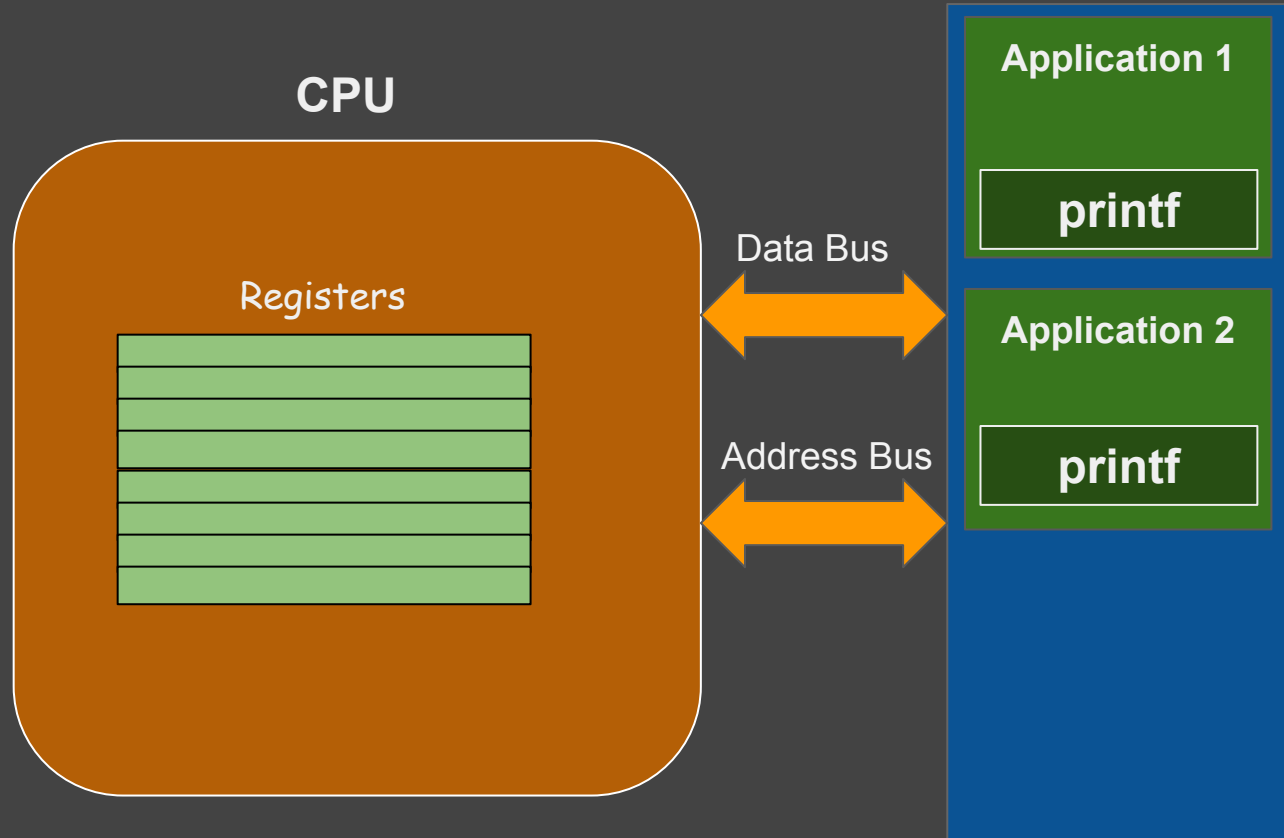 CPU
Registers
Data Bus
Address Bus
Application 1
printf
Application 2
printf